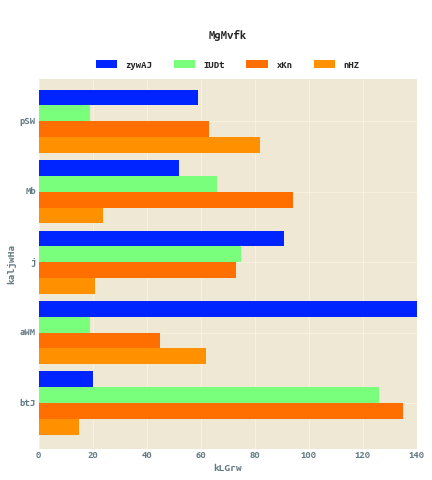 MgMvfk
zywAJ IUDt xKn nHZ
pSW
Mb
j
aWM
btJ
kaljwHa
0 20 40 60 80 100 120 140
kLGrw